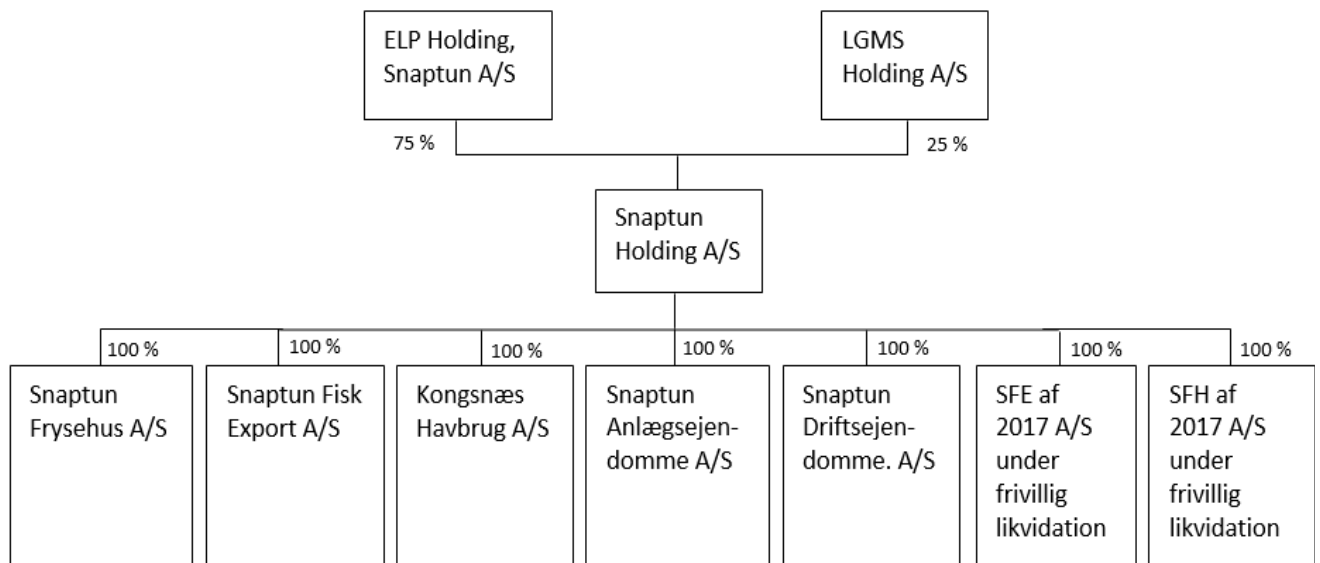 ELP Holding,
Snaptun A/S
LGMS
Holding A/S
75 %
25 %
Snaptun
Holding A/S
100 %
100 %
100 %
100 %
100 %
100 %
100 %
Snaptun
Frysehus A/S
Snaptun Fisk
Export A/S
Kongsnæs
Havbrug A/S
Snaptun
Anlægsejen-
domme A/S
Snaptun
Driftsejen-
domme. A/S
SFE af
2017 A/S
under
frivillig
likvidation
SFH af
2017 A/S
under
frivillig
likvidation